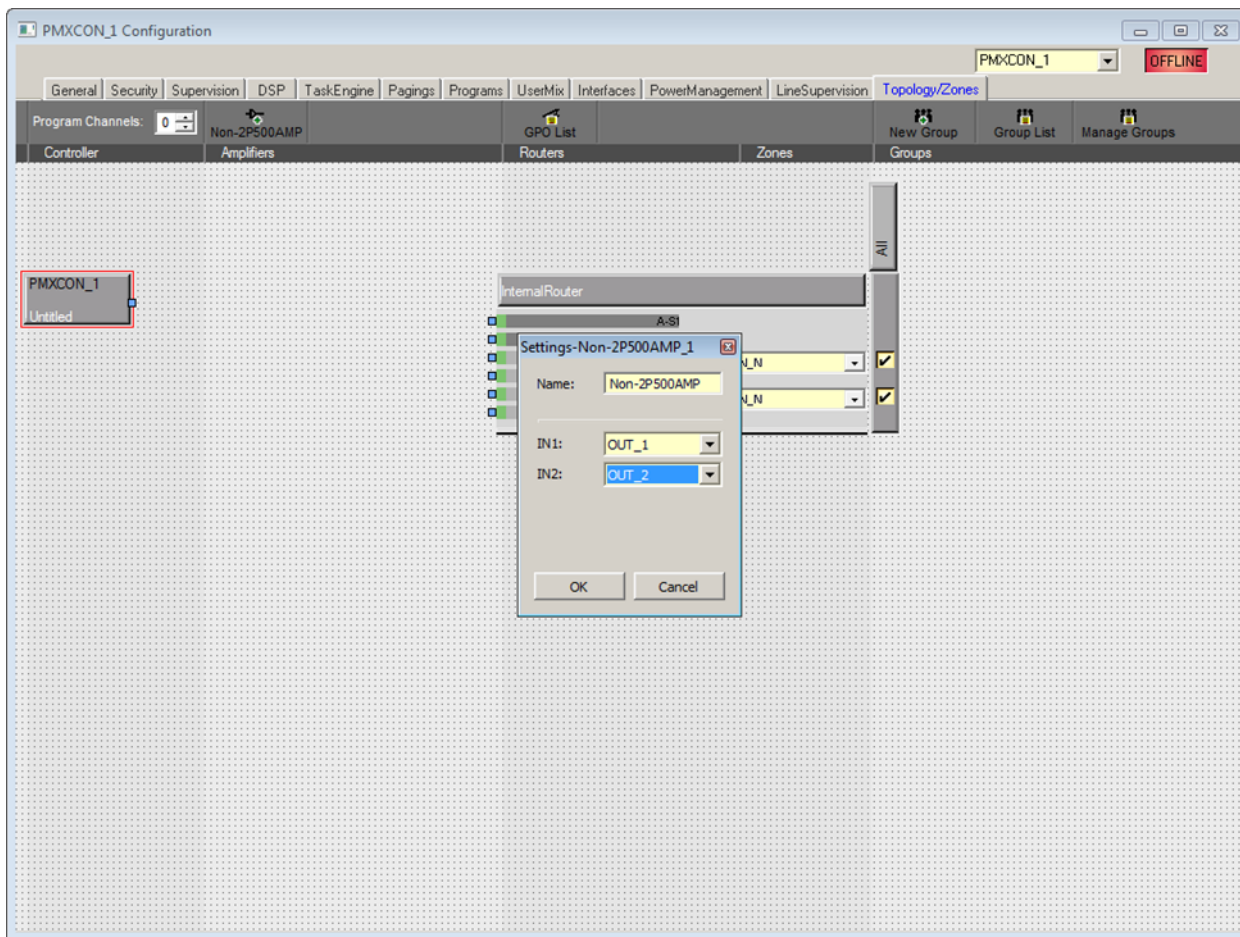 PMXCON_1 Configuration
PMXCON_1 OFFLINE
General Security Supervision DSP TaskEngine Pagings Programs UserMix Interfaces PowerManagement LineSupervision Topology/Zones
Program Channels: 0 Non-2P500AMP GPO List New Group Group List Manage Groups
Controller Amplifiers Routers Zones Groups
All
PMXCON_1
Untitled
InternalRouter
A-S1
Settings-Non-2P500AMP_1
Name: Non-2P500AMP
IN1: OUT_1
IN2: OUT_2
OK Cancel